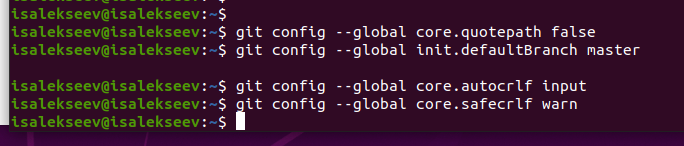 isalekseev@isalekseev:~$
isalekseev@isalekseev:~$ git config --global core.quotepath false
isalekseev@isalekseev:~$ git config --global init.defaultBranch master
isalekseev@isalekseev:~$ git config --global core.autocrlf input
isalekseev@isalekseev:~$ git config --global core.safecrlf warn
isalekseev@isalekseev:~$